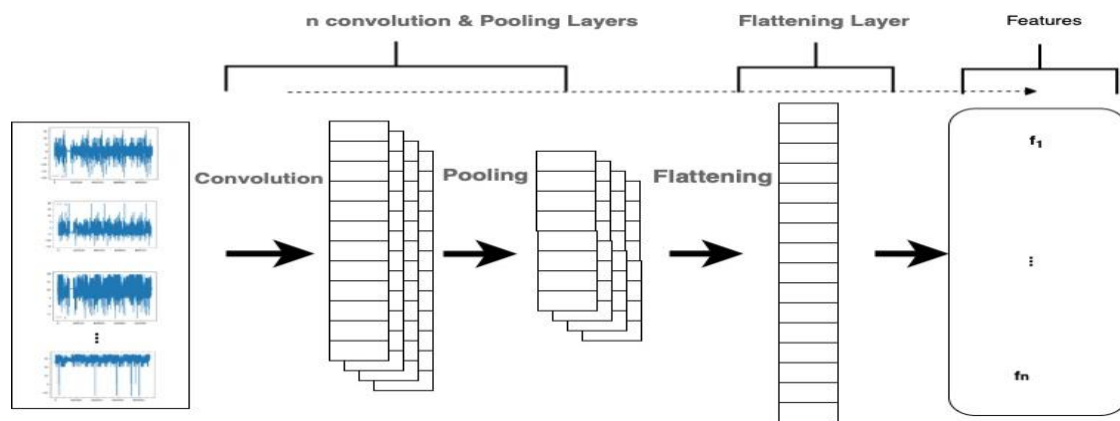 n convolution & Pooling Layers
Flattening Layer
Features
Convolution
Pooling
Flattening
f1
...
fn